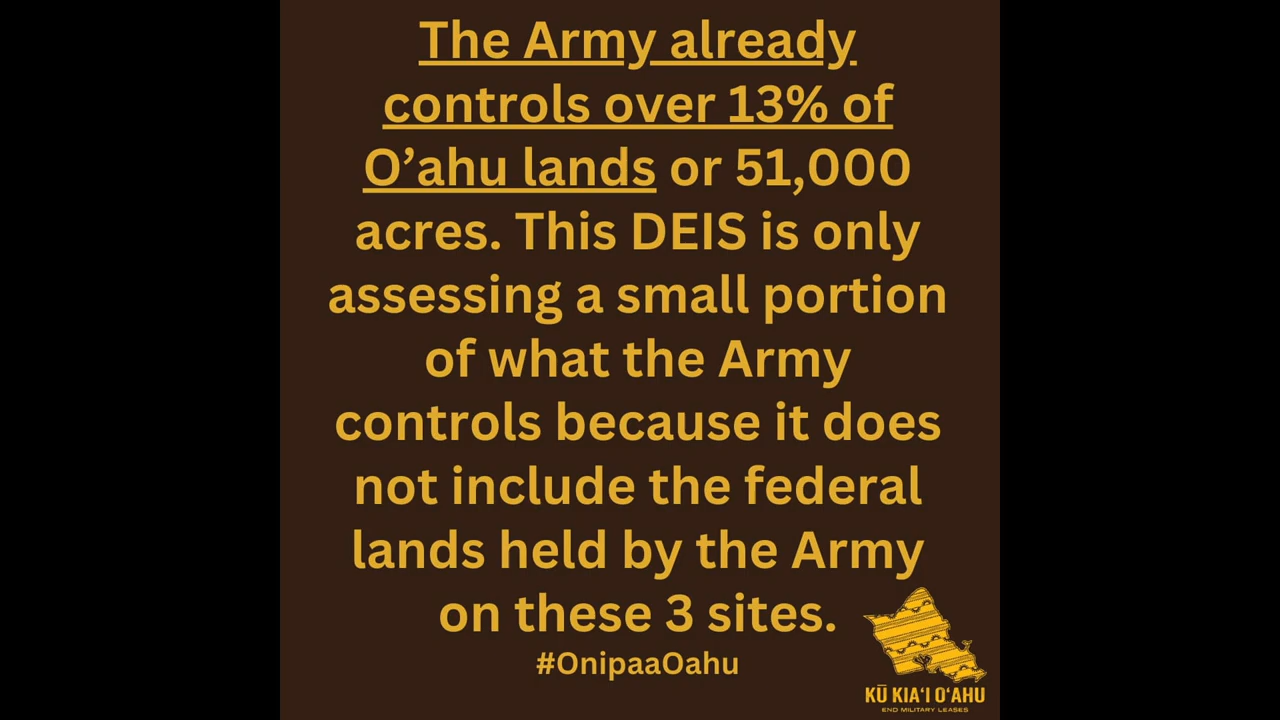 The Army already
controls over 13% of
O’ahu lands or 51,000
acres. This DEIS is only
assessing a small portion
of what the Army
controls because it does
not include the federal
lands held by the Army
on these 3 sites.
#OnipaaOahu
KŪ KIAʻI OʻAHU
END MILITARY LEASES